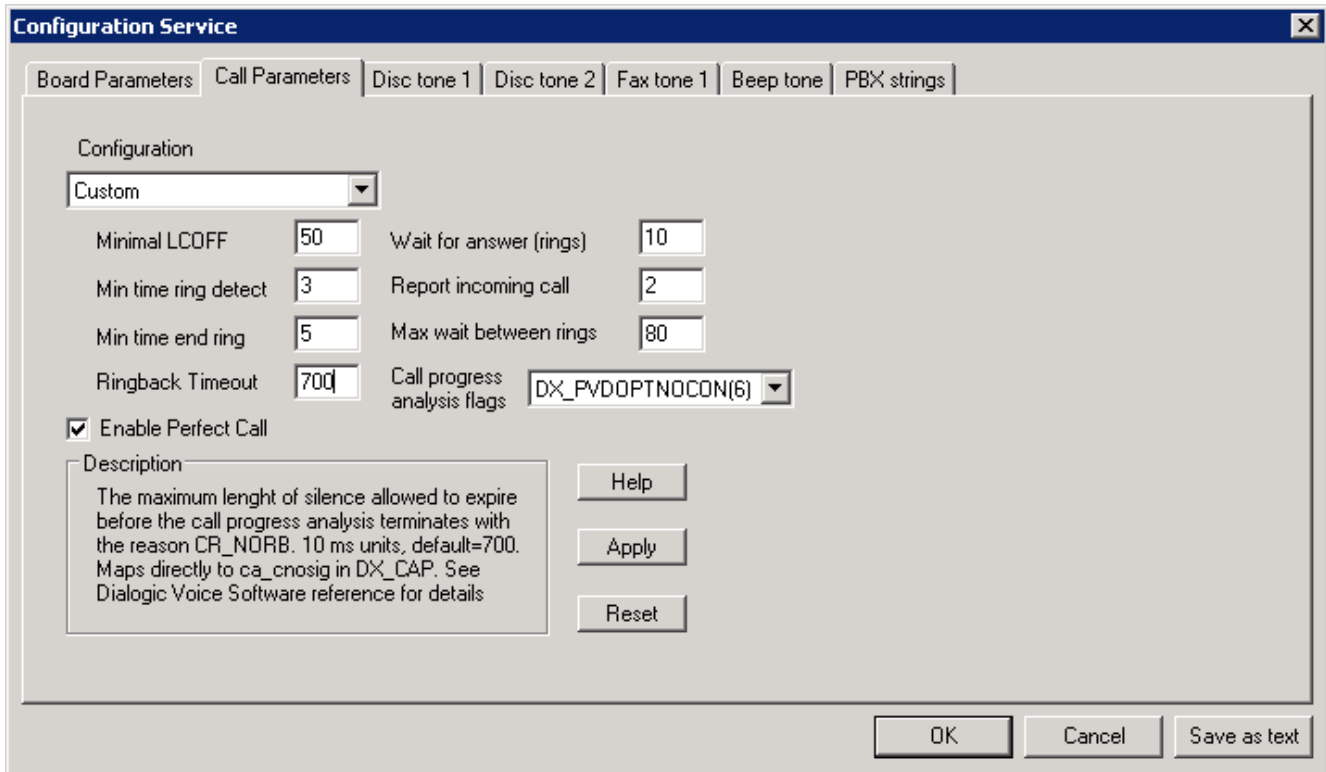 Configuration Service
Board Parameters
Call Parameters
Disc tone 1
Disc tone 2
Fax tone 1
Beep tone
PBX strings
Configuration
Custom
Minimal LCOFF 50 Wait for answer (rings) 10
Min time ring detect 3 Report incoming call 2
Min time end ring 5 Max wait between rings 80
Ringback Timeout 700 Call progress
analysis flags DX_PVDOPTNOCON(6)
Enable Perfect Call
Description
The maximum lenght of silence allowed to expire
before the call progress analysis terminates with
the reason CR_NORB. 10 ms units, default=700.
Maps directly to ca_cnosig in DX_CAP. See
Dialogic Voice Software reference for details
Help
Apply
Reset
OK
Cancel
Save as text